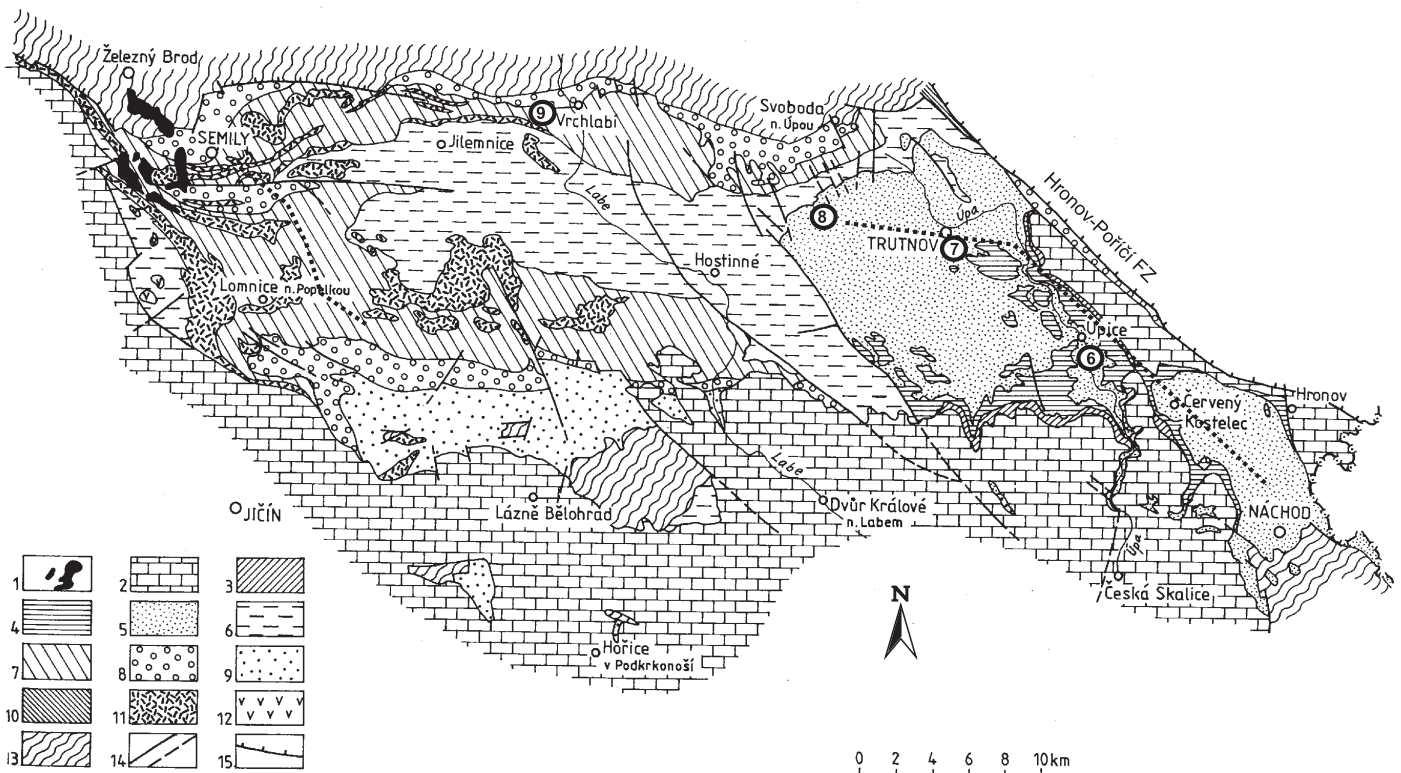 Železný Brod
SEMILY
Jilemnice
9
Vrchlabí
Svoboda
n. Úpou
Labe
Hronov-Poříčí FZ
8
Úpa
TRUTNOV
7
Hostinné
Lomnice n. Popelkou
Úpice
6
Hronov
Červený
Kostelec
Labe
Lázně Bělohrad
Dvůr Králové
n. Labem
JÍČÍN
NÁCHOD
Úpa
Česká Skalice
Hořice
v Podkrkonoší
N
1
2
3
4
5
6
7
8
9
10
11
12
13
14
15
0 2 4 6 8 10km